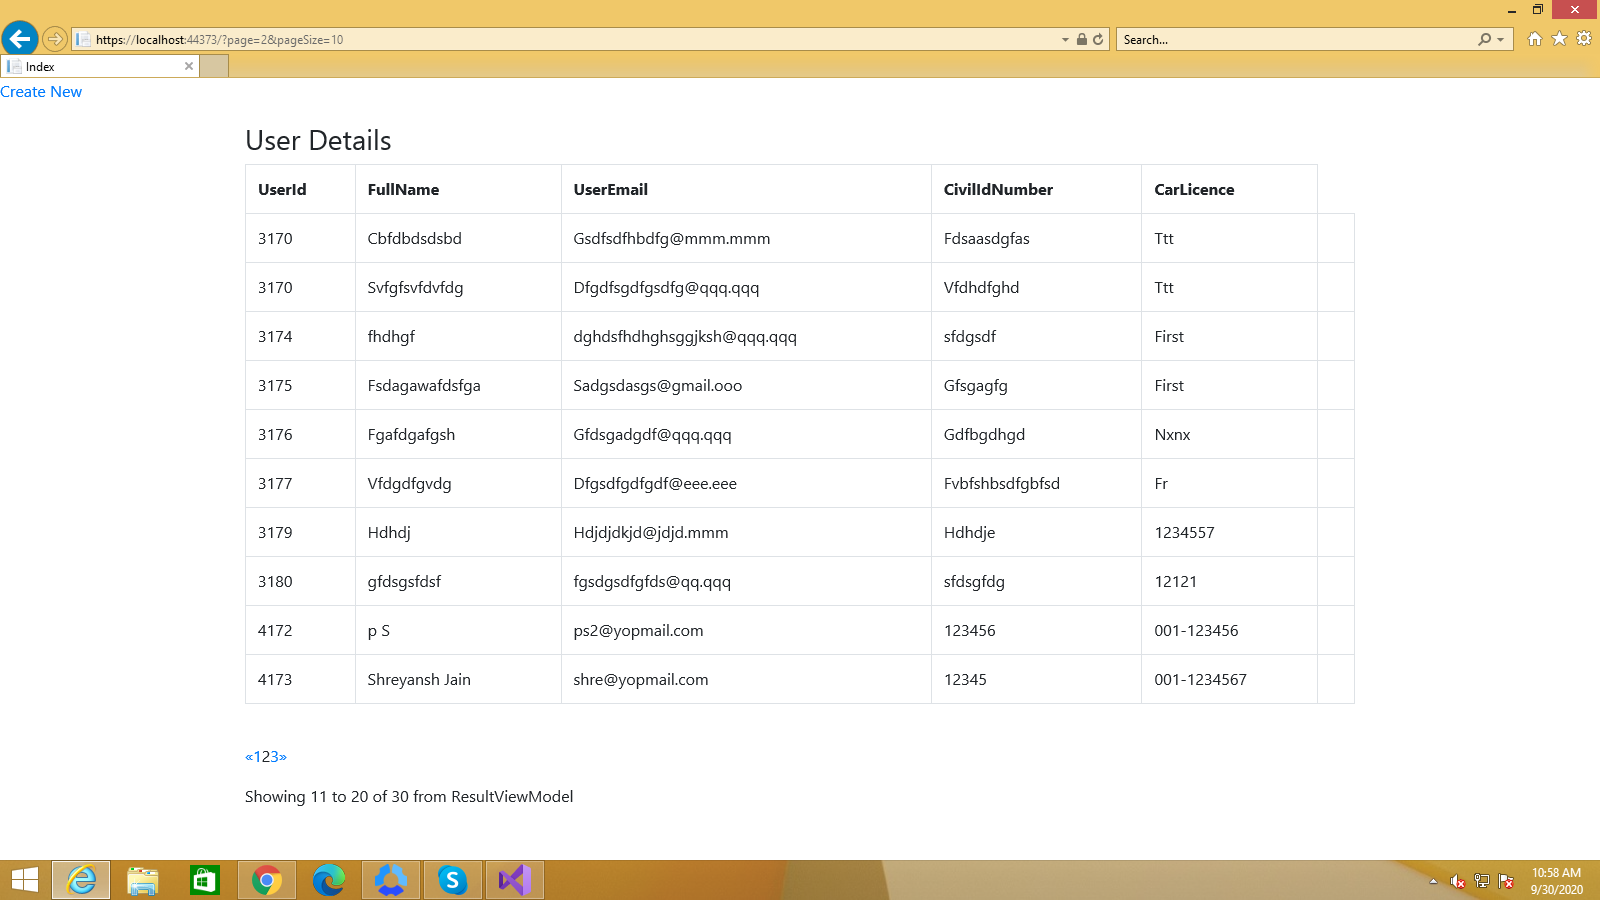 https://localhost:44373/?page=2&pageSize=10
Search...
Index
Create New
User Details
UserId FullName UserEmail CivilIdNumber CarLicence
3170 Cbfdbdsdsbd Gsdfsdfhbdfg@mmm.mmm Fdsaasdgfas Ttt
3170 Svfgfsvfdvfdg Dfgdfsgdfgsdfg@qqq.qqq Vfdhdfghd Ttt
3174 fhdhgf dghdsfhdhghsggjksh@qqq.qqq sfdgsdf First
3175 Fsdagawafdsfga Sadgsdasgs@gmail.ooo Gfsgagfg First
3176 Fgafdgafgsh Gfdsgadgdf@qqq.qqq Gdfbgdhgd Nxnx
3177 Vfdgdfgvdg Dfgsdfgdfgdf@eee.eee Fvbfshbsdfgbfsd Fr
3179 Hdhdj Hdjdjdkjd@jdjd.mmm Hdhdje 1234557
3180 gfdsgsfdsf fgsdgsdfgfds@qq.qqq sfdsgfdg 12121
4172 p S ps2@yopmail.com 123456 001-123456
4173 Shreyansh Jain shre@yopmail.com 12345 001-1234567
«123»
Showing 11 to 20 of 30 from ResultViewModel
10:58 AM
9/30/2020